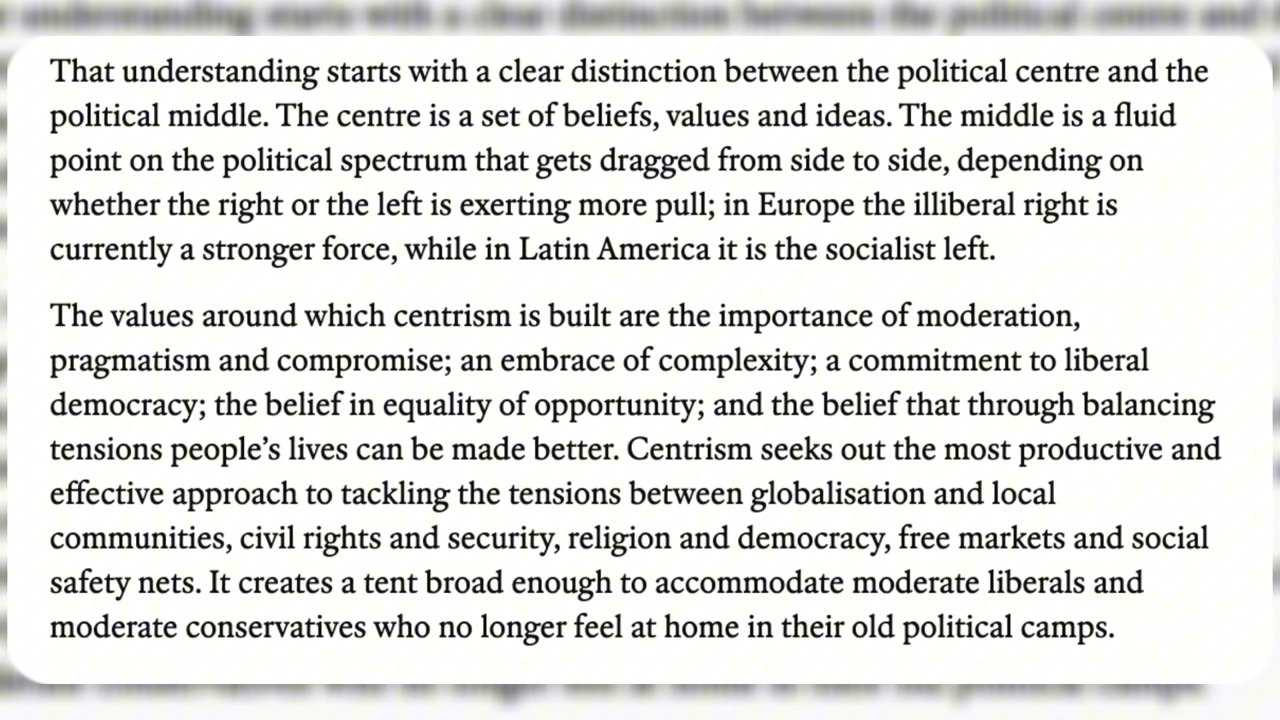 That understanding starts with a clear distinction between the political centre and the
political middle. The centre is a set of beliefs, values and ideas. The middle is a fluid
point on the political spectrum that gets dragged from side to side, depending on
whether the right or the left is exerting more pull; in Europe the illiberal right is
currently a stronger force, while in Latin America it is the socialist left.
The values around which centrism is built are the importance of moderation,
pragmatism and compromise; an embrace of complexity; a commitment to liberal
democracy; the belief in equality of opportunity; and the belief that through balancing
tensions people’s lives can be made better. Centrism seeks out the most productive and
effective approach to tackling the tensions between globalisation and local
communities, civil rights and security, religion and democracy, free markets and social
safety nets. It creates a tent broad enough to accommodate moderate liberals and
moderate conservatives who no longer feel at home in their old political camps.